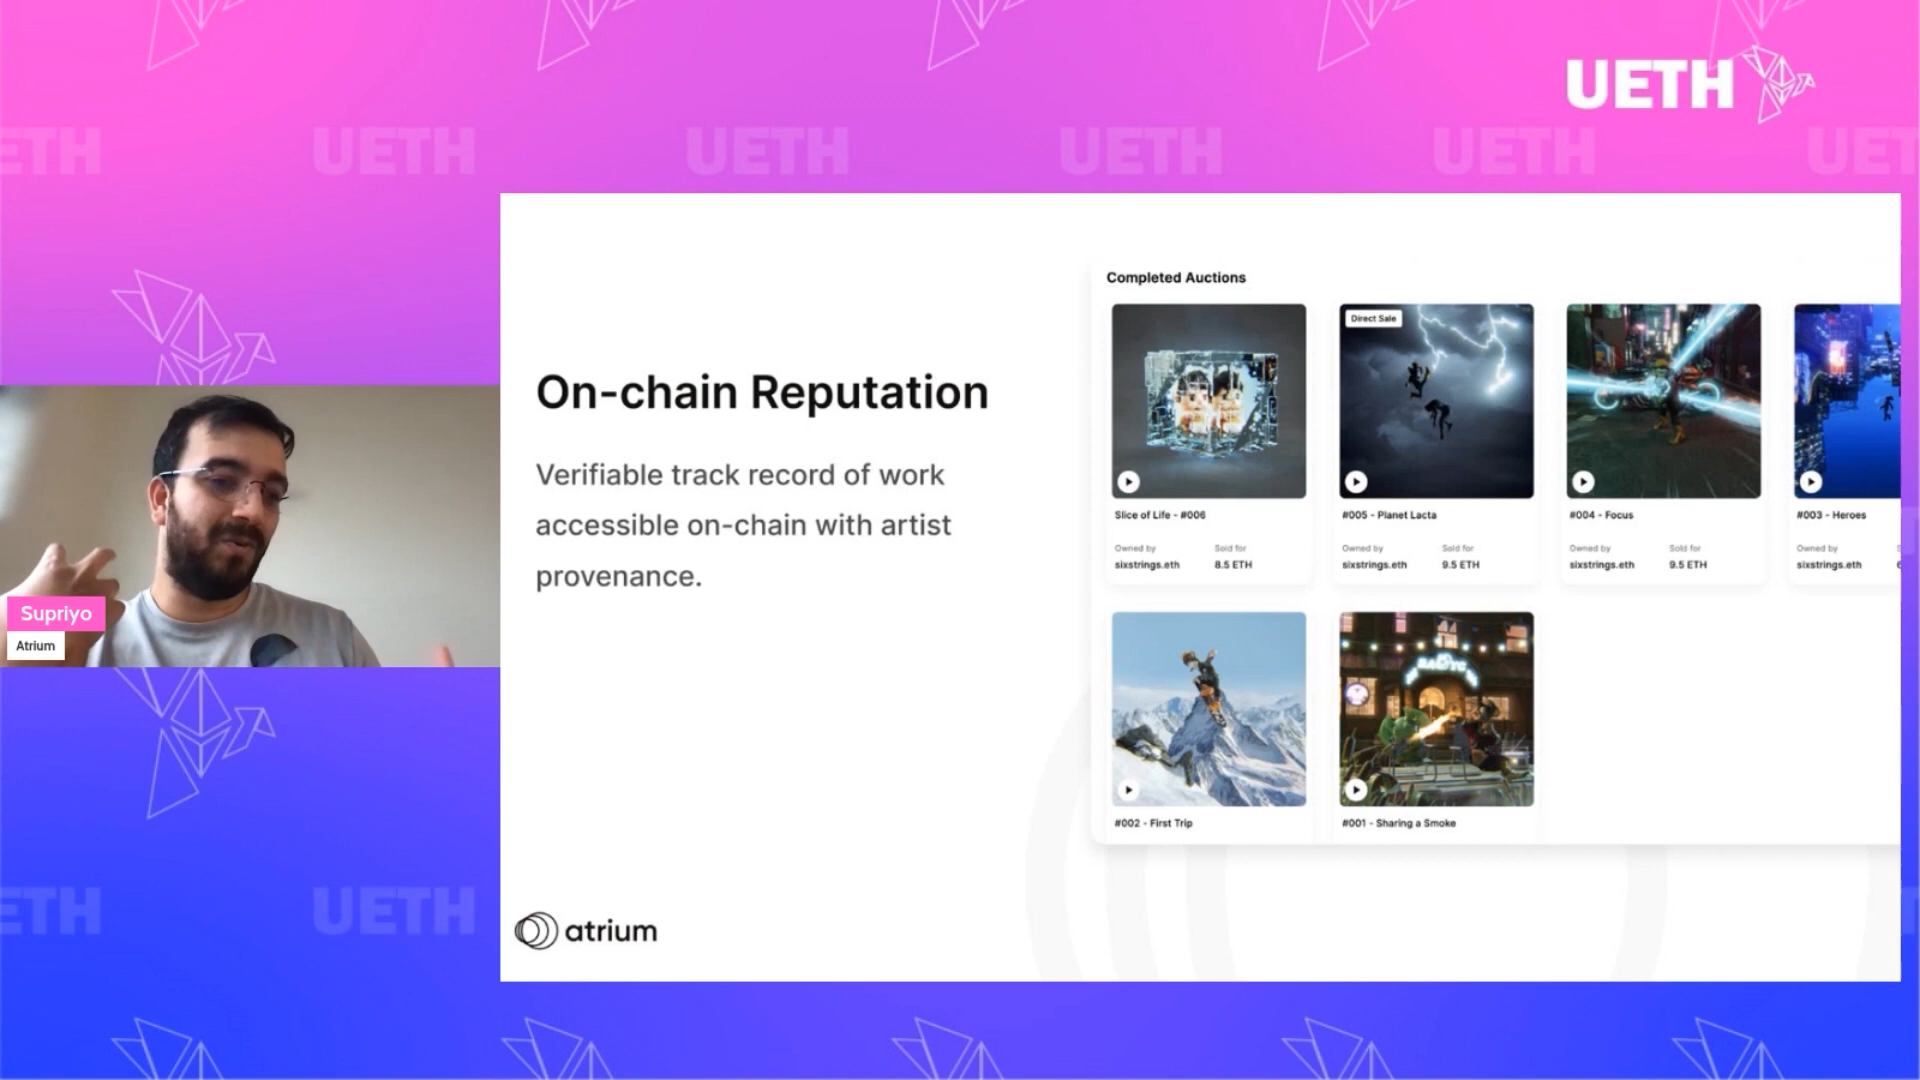 UETH
UETH
UETH
UETH
UETH
Supriyo
Atrium
On-chain Reputation
Verifiable track record of work
accessible on-chain with artist
provenance.
Completed Auctions
Direct Sale
Slice of Life - #006
Owned by Sold for
sixstrings.eth 8.5 ETH
#005 - Planet Lacta
Owned by Sold for
sixstrings.eth 9.5 ETH
#004 - Focus
Owned by Sold for
sixstrings.eth 9.5 ETH
#003 - Heroes
Owned by
sixstrings.eth
#002 - First Trip
#001 - Sharing a Smoke
atrium
UETH